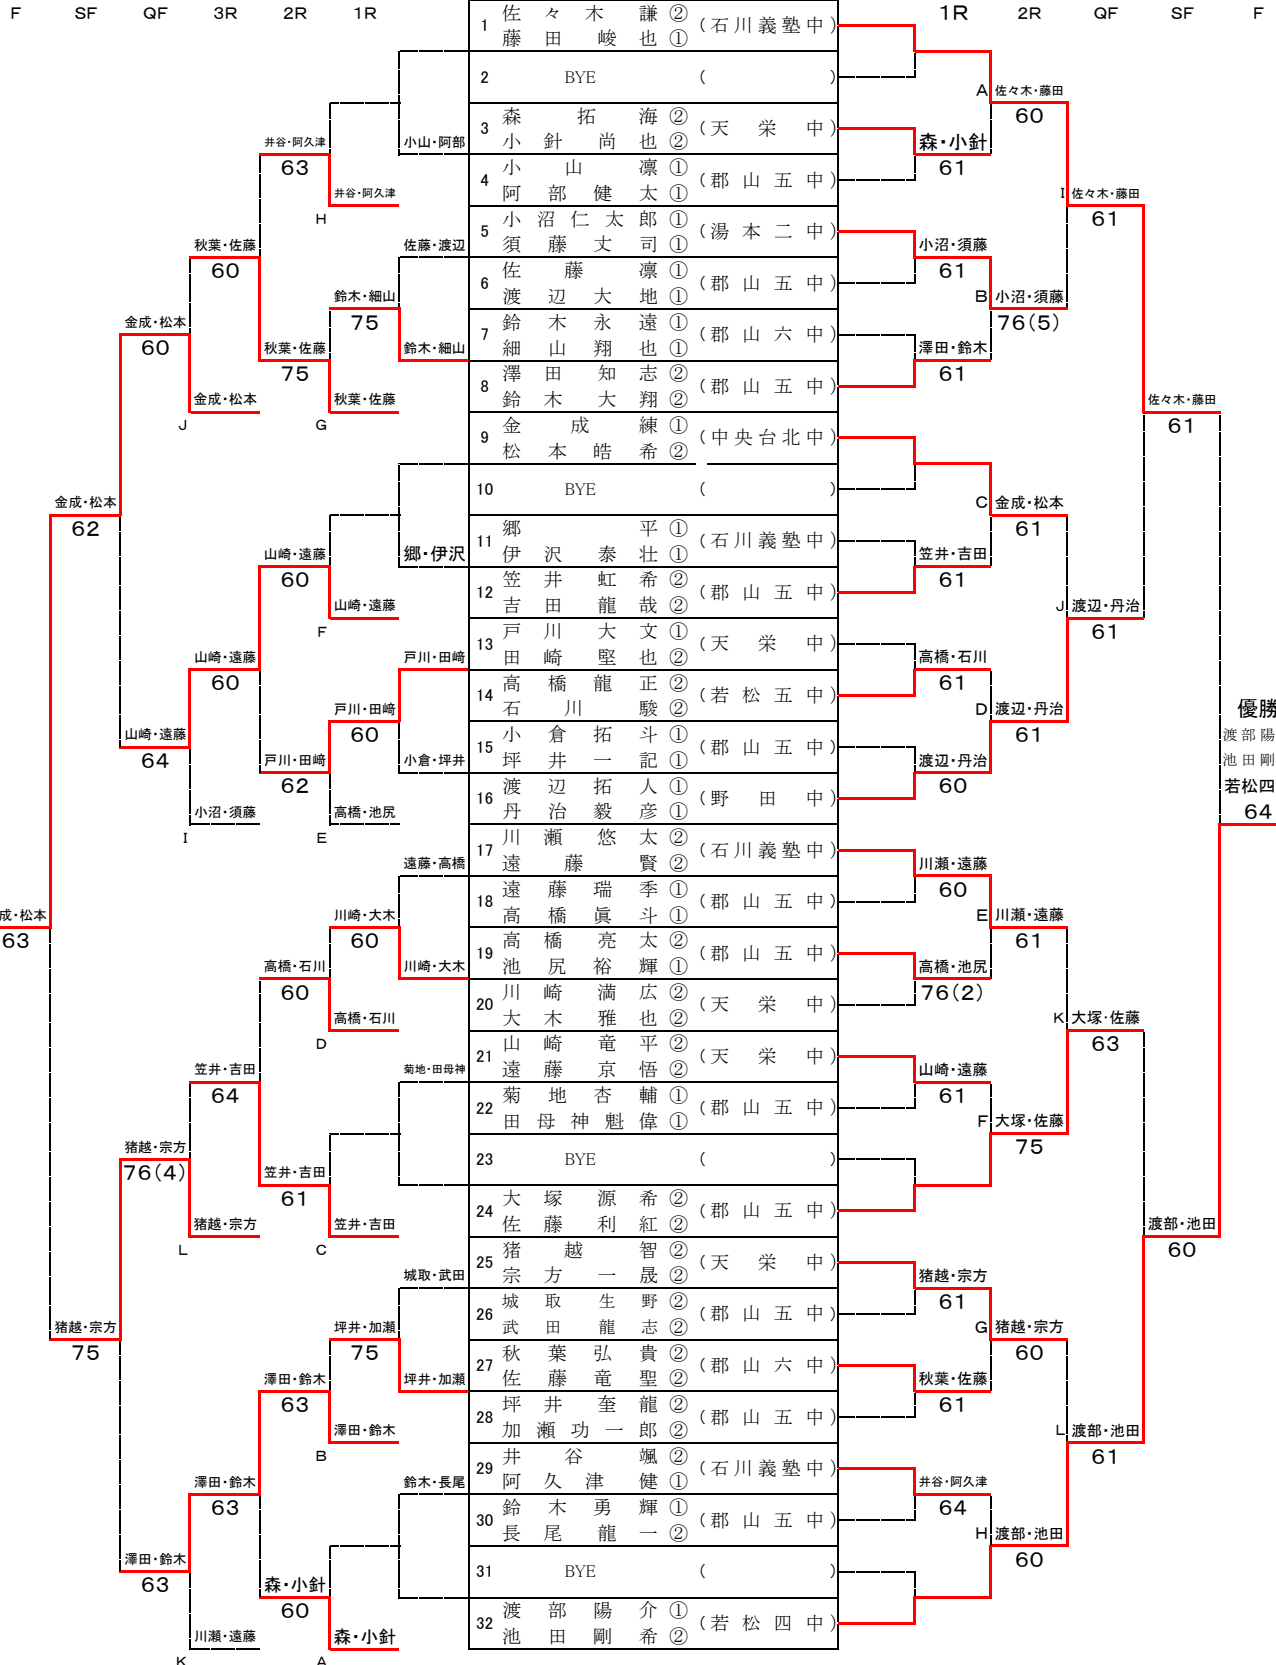 F SF QF 3R 2R 1R 1R 2R QF SF F
1 佐々木 謙② 藤田 峻也① (石川義塾中)
2 BYE ( )
A 佐々木・藤田
60
3 森 拓海② 小針 尚也② (天栄中)
井谷・阿久津 小山・阿部 森・小針
63 61
4 小山 凛① 阿部 健太① (郡山五中)
井谷・阿久津 I 佐々木・藤田
H 61
5 小沼 仁太郎① 須藤 丈司① (湯本二中)
秋葉・佐藤 佐藤・渡辺 小沼・須藤
60 61
6 佐藤 凛① 渡辺 大地① (郡山五中)
鈴木・細山 B 小沼・須藤
75 76(5)
7 鈴木 永遠① 細山 翔也① (郡山六中)
金成・松本 秋葉・佐藤 鈴木・細山 澤田・鈴木
60 75 61
8 澤田 知志② 鈴木 大翔② (郡山五中)
金成・松本 秋葉・佐藤 佐々木・藤田
J G 61
9 金成 練① 松本 皓希② (中央台北中)
10 BYE ( )
金成・松本 C 金成・松本
62 61
11 郷 平① 伊沢 泰壮① (石川義塾中)
山崎・遠藤 郷・伊沢 笠井・吉田
60 61
12 笠井 虹希② 吉田 龍哉② (郡山五中)
山崎・遠藤 J 渡辺・丹治
F 61
13 戸川 大文① 田崎 堅也② (天栄中)
山崎・遠藤 戸川・田﨑 高橋・石川
60 61
14 高橋 龍正② 石川 駿② (若松五中)
戸川・田﨑 D 渡辺・丹治 優勝
60 61 渡部陽
15 小倉 拓斗① 坪井 一記① (郡山五中)
山崎・遠藤 戸川・田﨑 小倉・坪井 渡辺・丹治 池田剛
64 62 60 若松四
16 渡辺 拓人① 丹治 毅彦① (野田中)
小沼・須藤 高橋・池尻 64
I E
17 川瀬 悠太② 遠藤 賢② (石川義塾中)
遠藤・高橋 川瀬・遠藤
60
18 遠藤 瑞季① 高橋 眞斗① (郡山五中)
成・松本 川崎・大木 E 川瀬・遠藤
63 60 61
19 高橋 亮太② 池尻 裕輝① (郡山五中)
高橋・石川 川崎・大木 高橋・池尻
60 76(2)
20 川崎 満広② 大木 雅也② (天栄中)
高橋・石川 K 大塚・佐藤
D 63
21 山崎 竜平② 遠藤 京悟② (天栄中)
笠井・吉田 菊地・田母神 山崎・遠藤
64 61
22 菊地 杏輔① 田母神 魁偉① (郡山五中)
F 大塚・佐藤
75
23 BYE ( )
猪越・宗方 笠井・吉田
76(4) 61
24 大塚 源希② 佐藤 利紅② (郡山五中)
猪越・宗方 笠井・吉田 渡部・池田
L C 60
25 猪越 智② 宗方 一晟② (天栄中)
城取・武田 猪越・宗方
61
26 城取 生野② 武田 龍志② (郡山五中)
猪越・宗方 坪井・加瀬 G 猪越・宗方
75 75 60
27 秋葉 弘貴② 佐藤 竜聖② (郡山六中)
澤田・鈴木 坪井・加瀬 秋葉・佐藤
63 61
28 坪井 奎龍② 加瀬 功一郎② (郡山五中)
澤田・鈴木 L 渡部・池田
B 61
29 井谷 颯② 阿久津 健① (石川義塾中)
澤田・鈴木 鈴木・長尾 井谷・阿久津
63 64
30 鈴木 勇輝① 長尾 龍一② (郡山五中)
H 渡部・池田
60
31 BYE ( )
澤田・鈴木 森・小針
63 60
32 渡部 陽介① 池田 剛希② (若松四中)
川瀬・遠藤 森・小針
K A